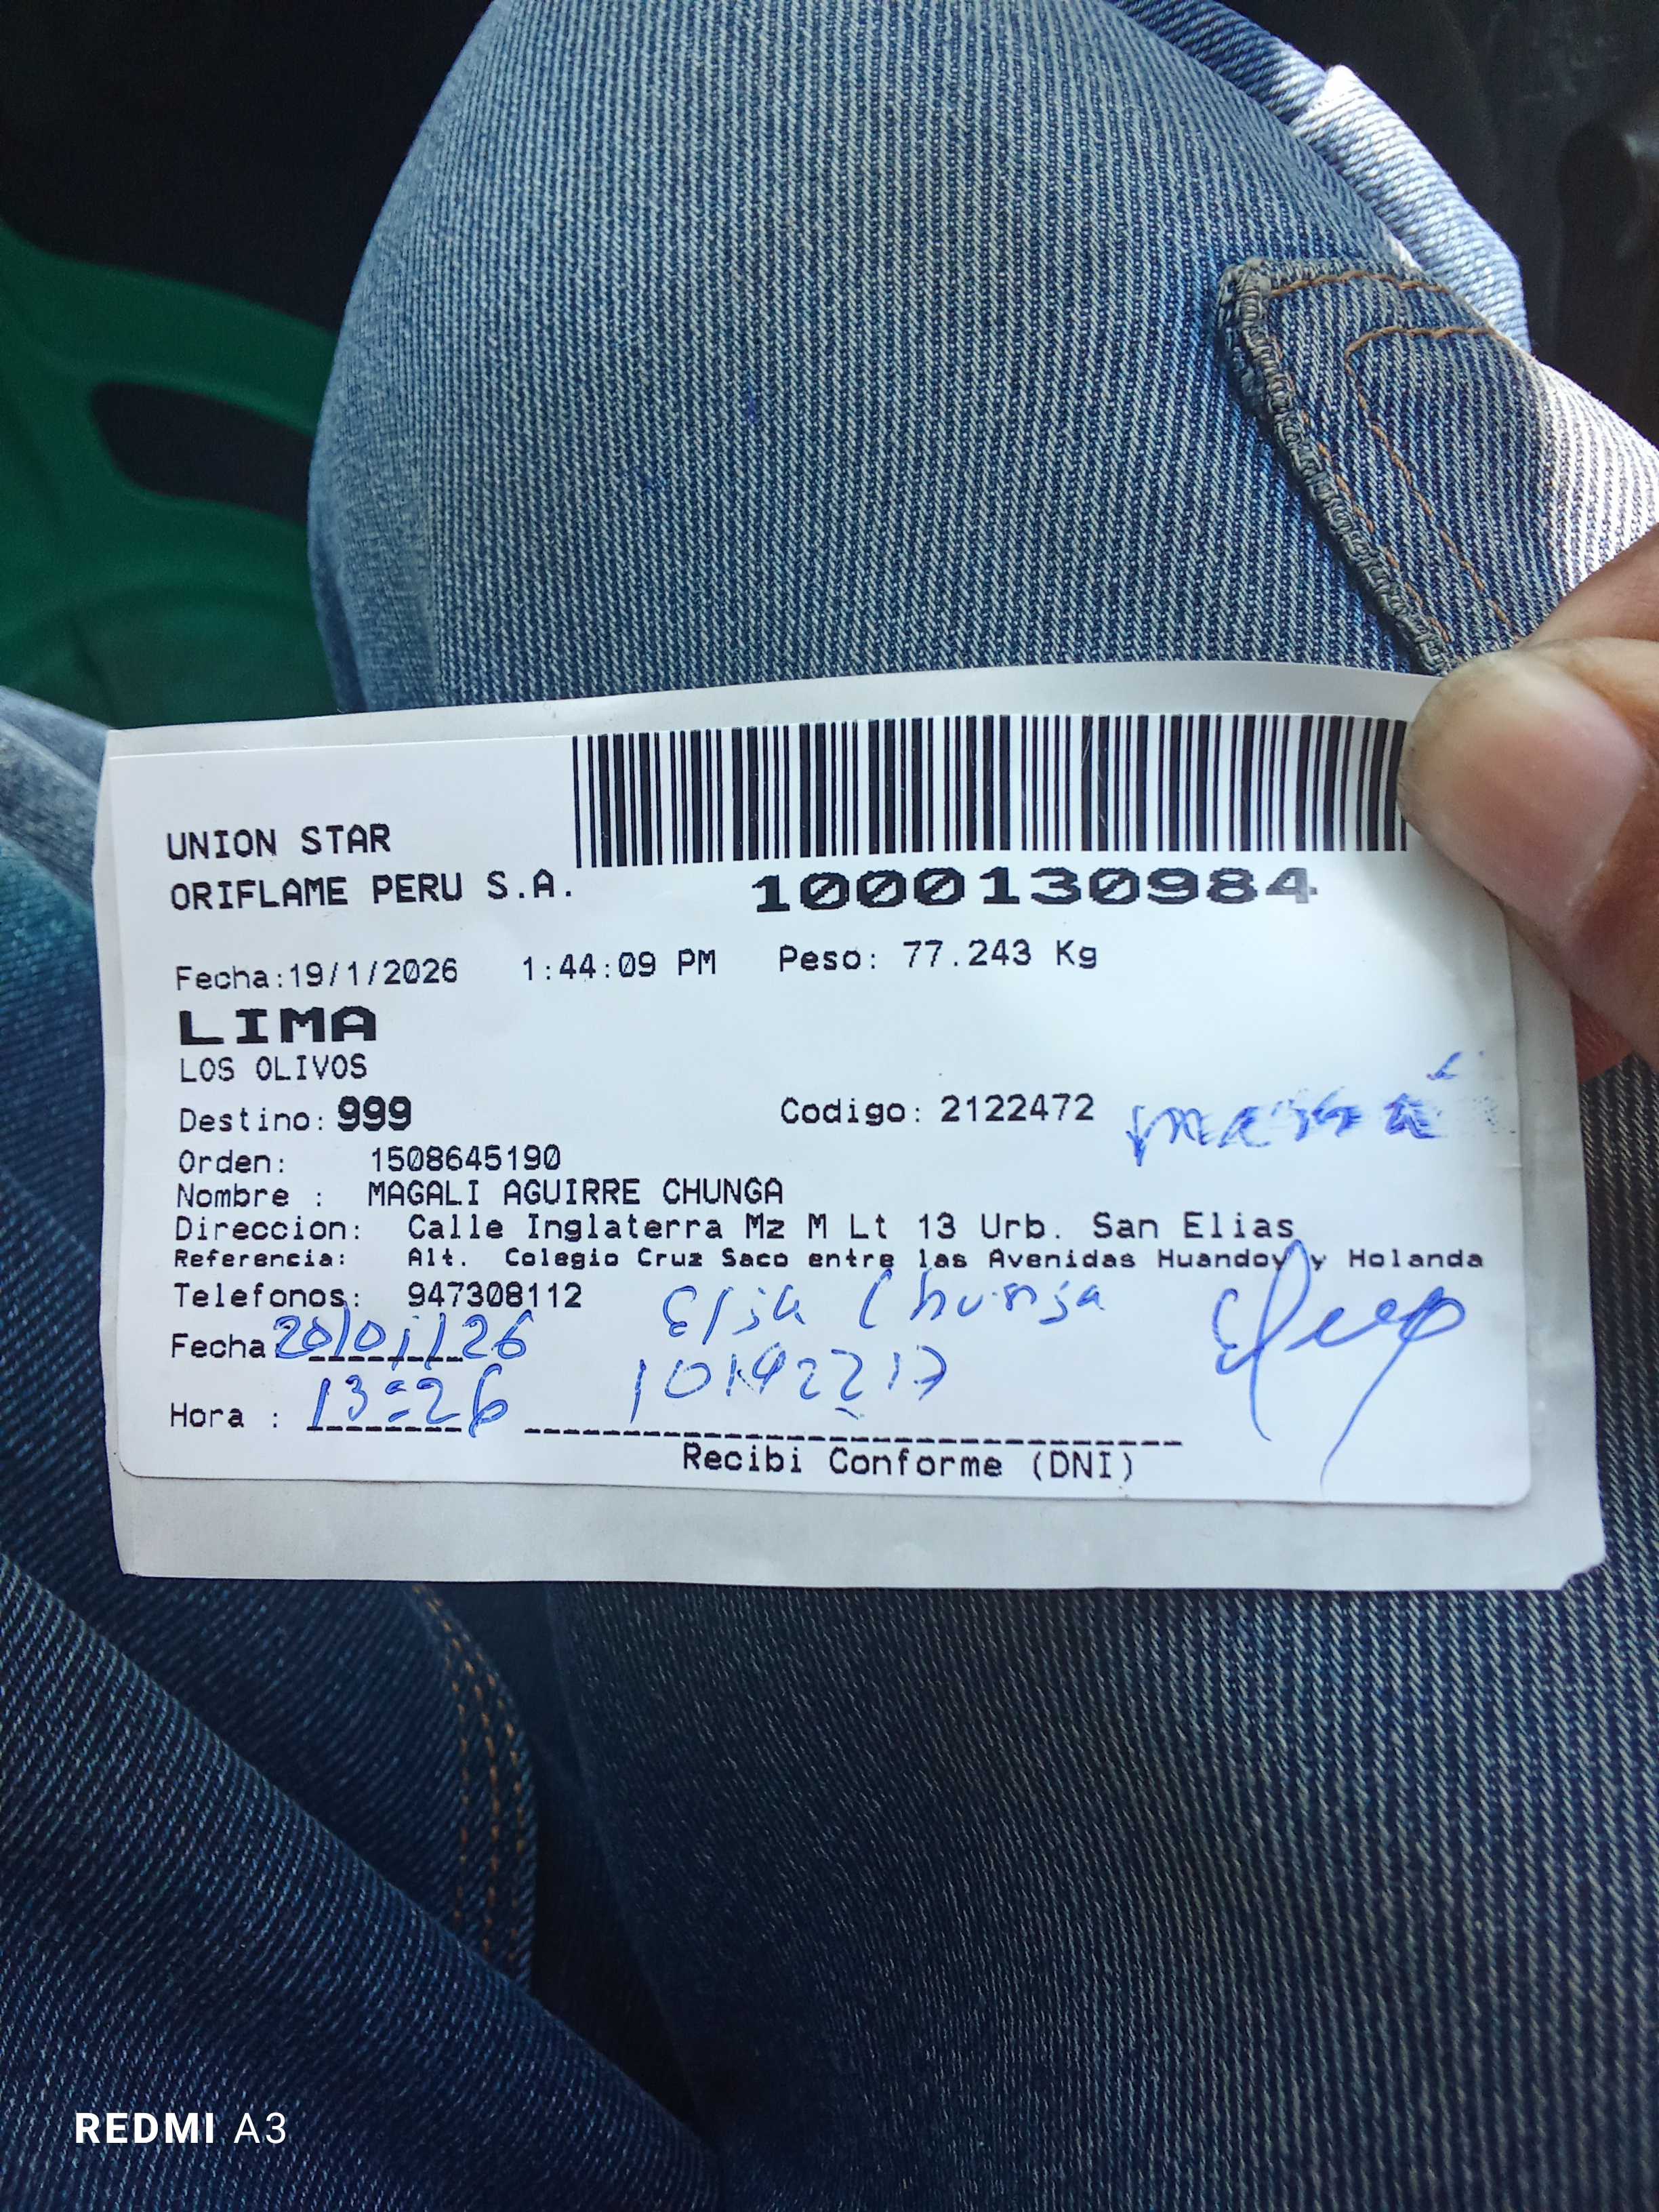 UNION STAR
ORIFLAME PERU S.A.
1000130984
Fecha:19/1/2026 1:44:09 PM Peso: 77.243 Kg
LIMA
LOS OLIVOS
Destino: 999 Codigo: 2122472
Orden: 1508645190
Nombre : MAGALI AGUIRRE CHUNGA
Direccion: Calle Inglaterra Mz M Lt 13 Urb. San Elias
Referencia: Alt. Colegio Cruz Saco entre las Avenidas Huandoy y Holanda
Telefonos: 947308112
Elsa Chunga
Fecha 20/01/26
Hora : 13:26
Recibi Conforme (DNI)
REDMI A3